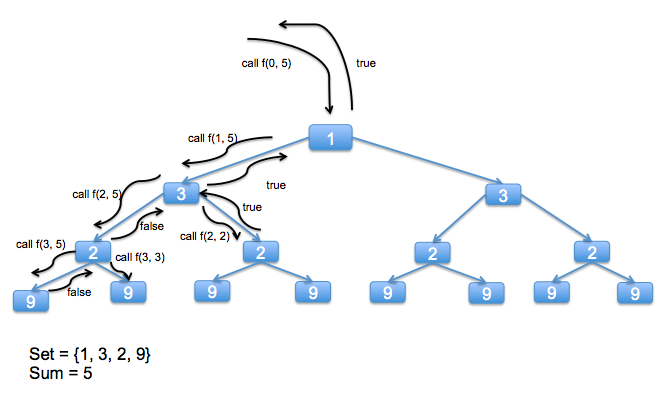 call f(0, 5) true
1
call f(1, 5)
true
3 3
call f(2, 5) true
false call f(2, 2)
call f(3, 5) 2 call f(3, 3) 2 2 2
false
9 9 9 9 9 9 9 9
Set = {1, 3, 2, 9}
Sum = 5